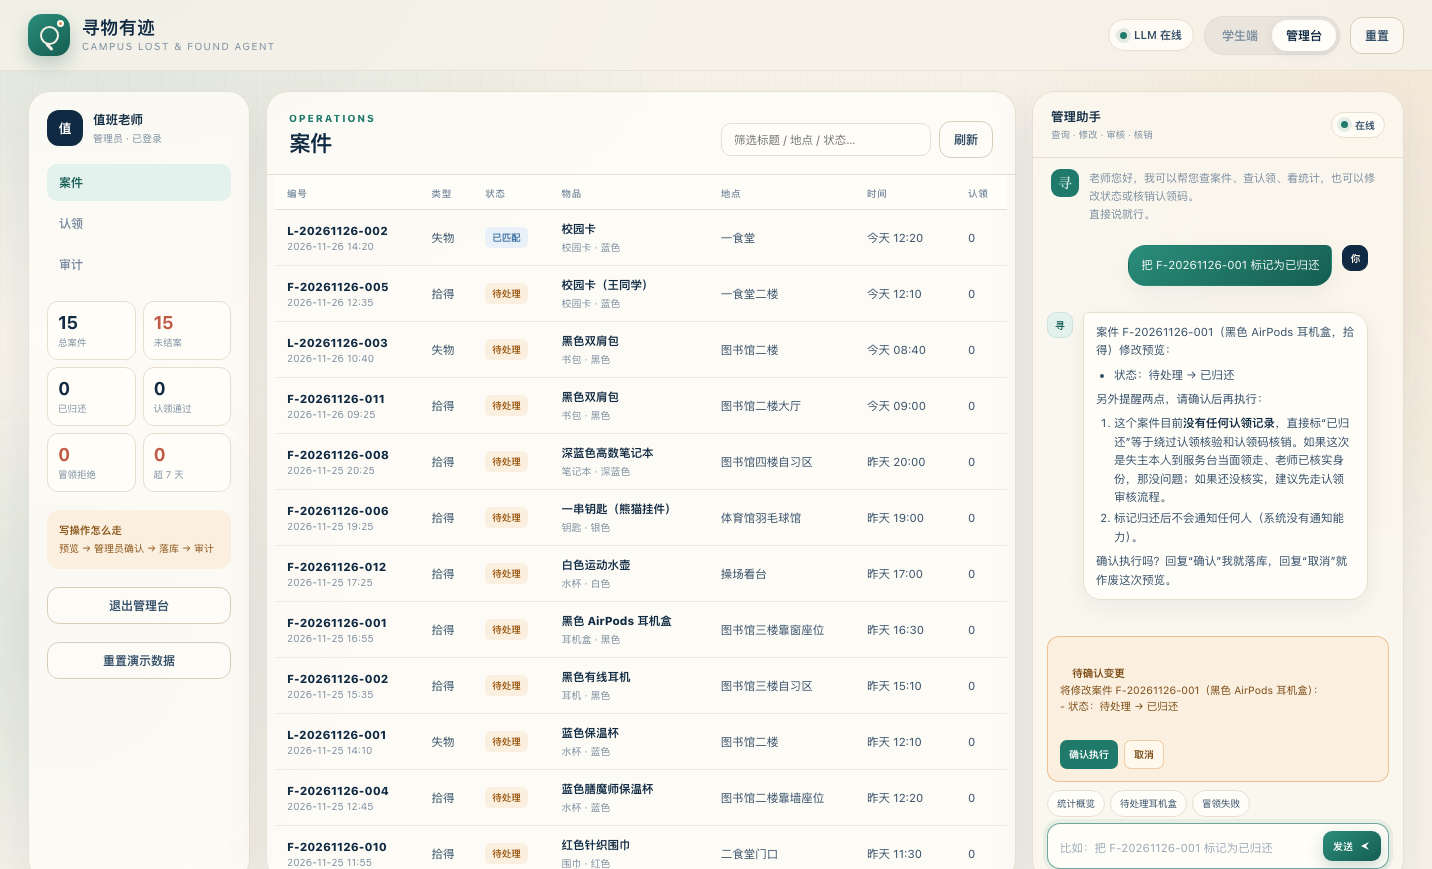 寻物有迹
CAMPUS LOST & FOUND AGENT
LLM 在线
学生端
管理台
重置
值
值班老师
管理员 · 已登录
案件
认领
审计
15
总案件
15
未结案
0
已归还
0
认领通过
0
冒领拒绝
0
超 7 天
写操作怎么走
预览 → 管理员确认 → 落库 → 审计
退出管理台
重置演示数据
OPERATIONS
案件
筛选标题 / 地点 / 状态...
刷新
编号 类型 状态 物品 地点 时间 认领
L-20261126-002 失物 已匹配 校园卡 一食堂 今天 12:20 0
2026-11-26 14:20 校园卡 · 蓝色
F-20261126-005 拾得 待处理 校园卡（王同学） 一食堂二楼 今天 12:10 0
2026-11-26 12:35 校园卡 · 蓝色
L-20261126-003 失物 待处理 黑色双肩包 图书馆二楼 今天 08:40 0
2026-11-26 10:40 书包 · 黑色
F-20261126-011 拾得 待处理 黑色双肩包 图书馆二楼大厅 今天 09:00 0
2026-11-26 09:25 书包 · 黑色
F-20261126-008 拾得 待处理 深蓝色高数笔记本 图书馆四楼自习区 昨天 20:00 0
2026-11-25 20:25 笔记本 · 深蓝色
F-20261126-006 拾得 待处理 一串钥匙（熊猫挂件） 体育馆羽毛球馆 昨天 19:00 0
2026-11-25 19:25 钥匙 · 银色
F-20261126-012 拾得 待处理 白色运动水壶 操场看台 昨天 17:00 0
2026-11-25 17:25 水杯 · 白色
F-20261126-001 拾得 待处理 黑色 AirPods 耳机盒 图书馆三楼靠窗座位 昨天 16:30 0
2026-11-25 16:55 耳机盒 · 黑色
F-20261126-002 拾得 待处理 黑色有线耳机 图书馆三楼自习区 昨天 15:10 0
2026-11-25 15:35 耳机 · 黑色
L-20261126-001 失物 待处理 蓝色保温杯 图书馆二楼 昨天 12:10 0
2026-11-25 14:10 水杯 · 蓝色
F-20261126-004 拾得 待处理 蓝色膳魔师保温杯 图书馆二楼靠墙座位 昨天 12:20 0
2026-11-25 12:45 水杯 · 蓝色
F-20261126-010 拾得 待处理 红色针织围巾 二食堂门口 昨天 11:30 0
2026-11-25 11:55 围巾 · 红色
管理助手
查询 · 修改 · 审核 · 核销
在线
寻
老师您好，我可以帮您查案件、查认领、看统计，也可以修
改状态或核销认领码。
直接说就行。
把 F-20261126-001 标记为已归还
你
寻
案件 F-20261126-001（黑色 AirPods 耳机盒，拾
得）修改预览：
• 状态：待处理 → 已归还
另外提醒两点，请确认后再执行：
1. 这个案件目前没有任何认领记录，直接标“已归
还”等于绕过认领核验和认领码核销。如果这次
是失主本人到服务台当面领走、老师已核实身
份，那没问题；如果还没核实，建议先走认领
审核流程。
2. 标记归还后不会通知任何人（系统没有通知能
力）。
确认执行吗？回复“确认”我就落库，回复“取消”就
作废这次预览。
待确认变更
将修改案件 F-20261126-001（黑色 AirPods 耳机盒）：
- 状态：待处理 → 已归还
确认执行
取消
统计概览
待处理耳机盒
冒领失败
比如：把 F-20261126-001 标记为已归还
发送